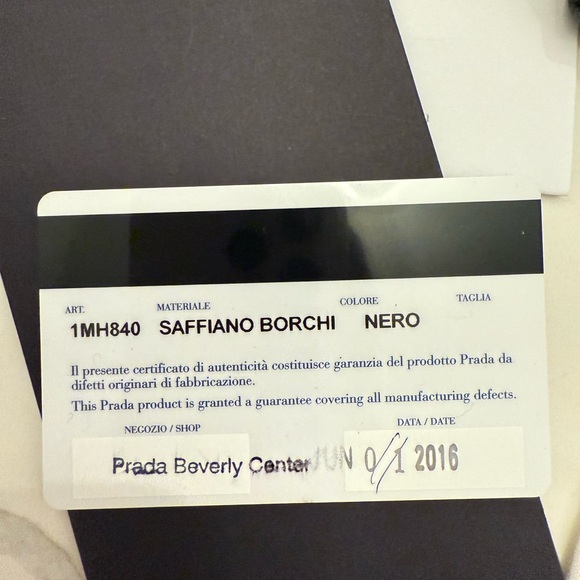 ART. MATERIALE COLORE TAGLIA
1MH840 SAFFIANO BORCHI NERO
Il presente certificato di autenticità costituisce garanzia del prodotto Prada da
difetti originari di fabbricazione.
This Prada product is granted a guarantee covering all manufacturing defects.
NEGOZIO / SHOP DATA / DATE
Prada Beverly Center JUN 0/1 2016